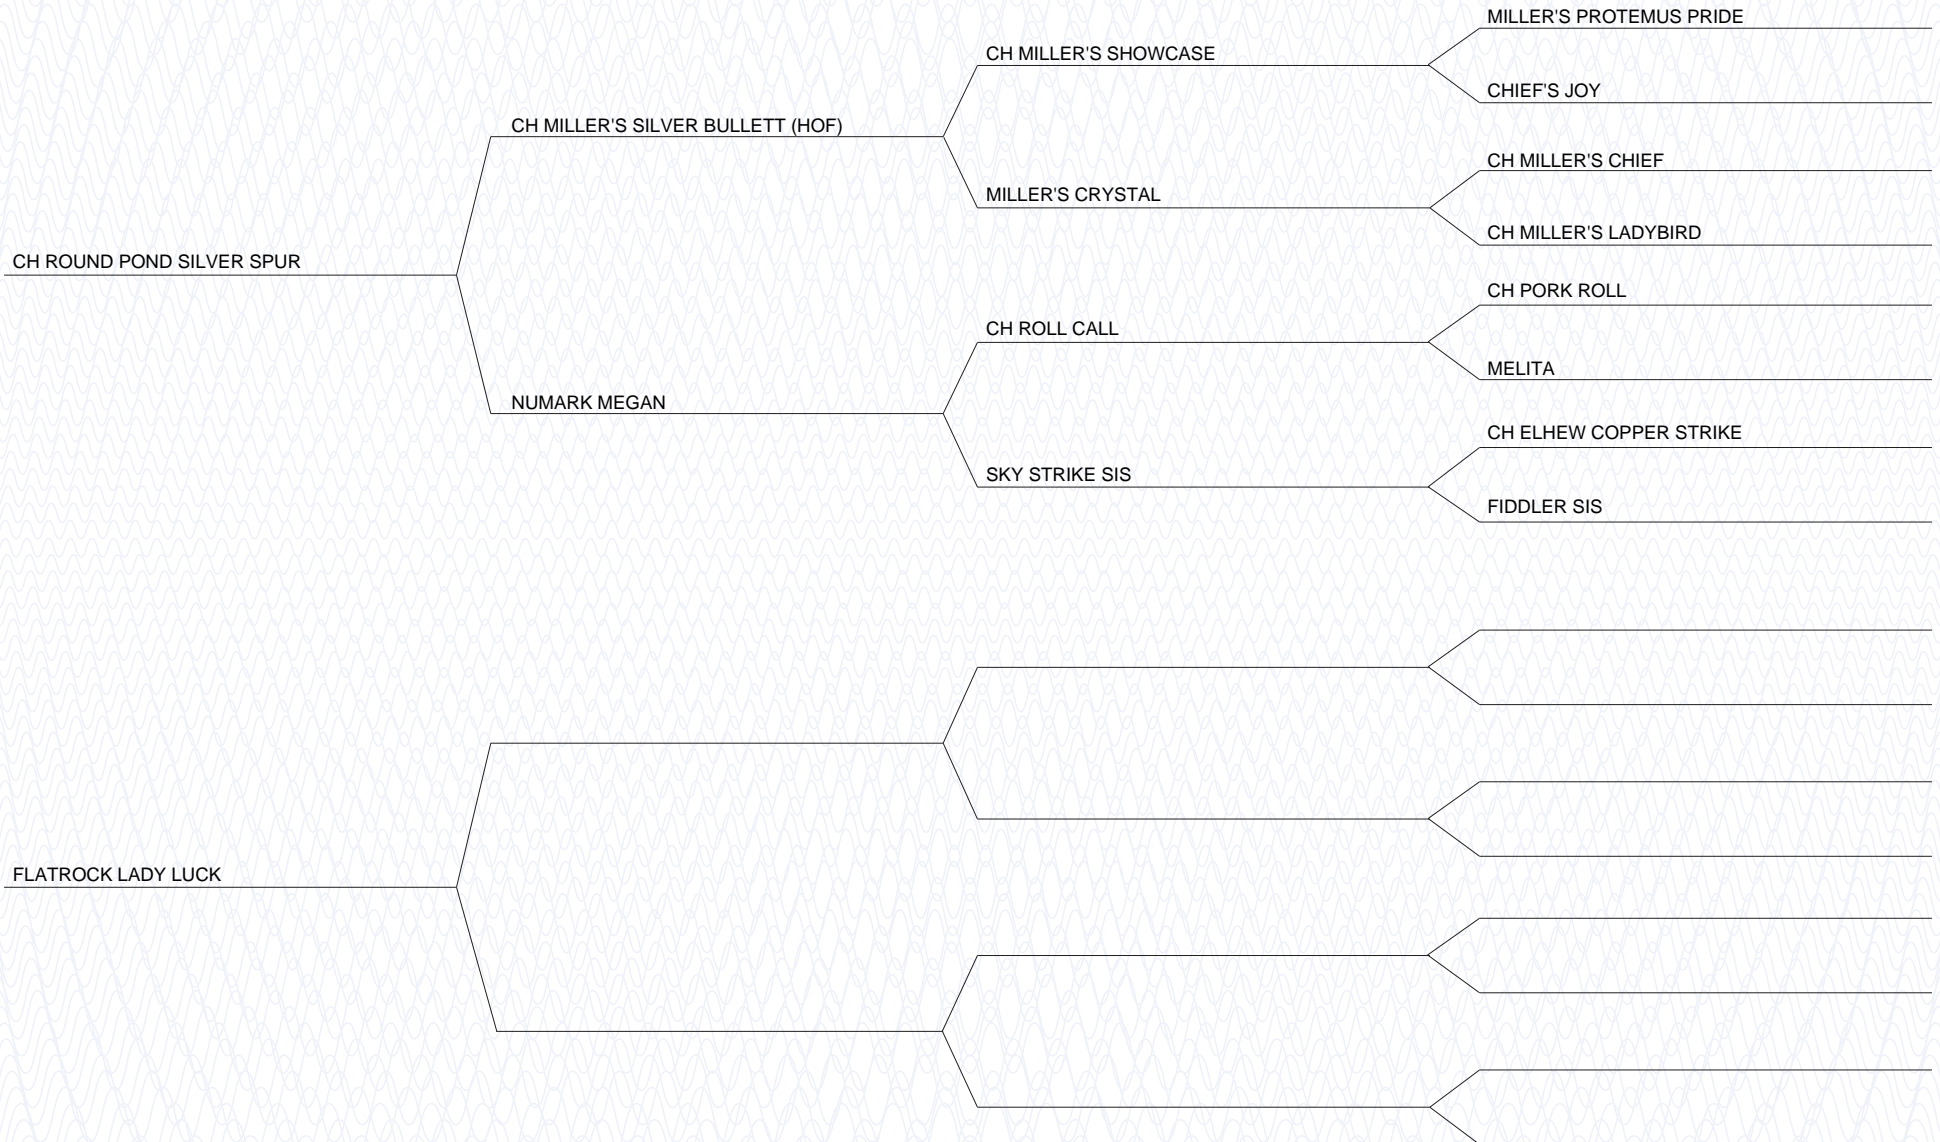 MILLER'S PROTEMUS PRIDE
CH MILLER'S SHOWCASE
CHIEF'S JOY
CH MILLER'S SILVER BULLETT (HOF)
CH MILLER'S CHIEF
MILLER'S CRYSTAL
CH MILLER'S LADYBIRD
CH ROUND POND SILVER SPUR
CH PORK ROLL
CH ROLL CALL
MELITA
NUMARK MEGAN
CH ELHEW COPPER STRIKE
SKY STRIKE SIS
FIDDLER SIS
FLATROCK LADY LUCK